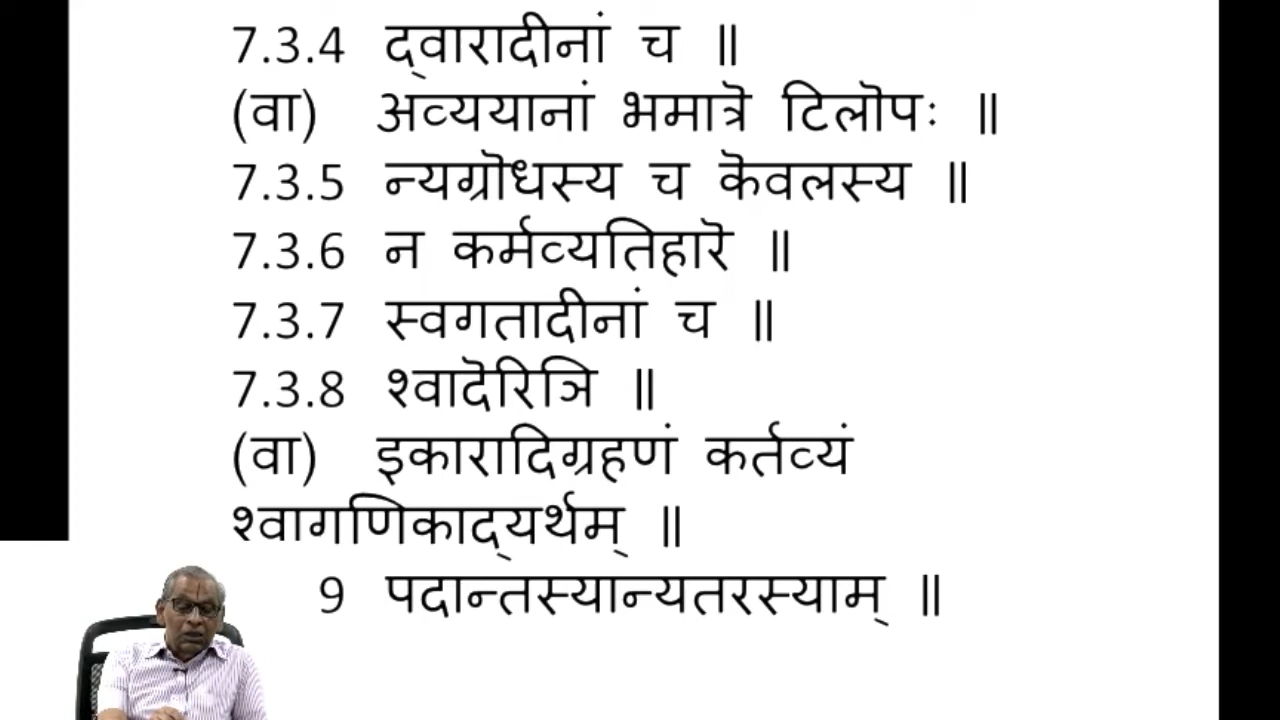 7.3.4 द्वारादीनां च ॥
(वा) अव्ययानां भमात्रॆ टिलॊपः ॥
7.3.5 न्यग्रॊधस्य च कॆवलस्य ॥
7.3.6 न कर्मव्यतिहारॆ ॥
7.3.7 स्वगतादीनां च ॥
7.3.8 श्वादॆरिञि ॥
(वा) इकारादिग्रहणं कर्तव्यं
श्वागणिकाद्यर्थम् ॥
9 पदान्तस्यान्यतरस्याम् ॥